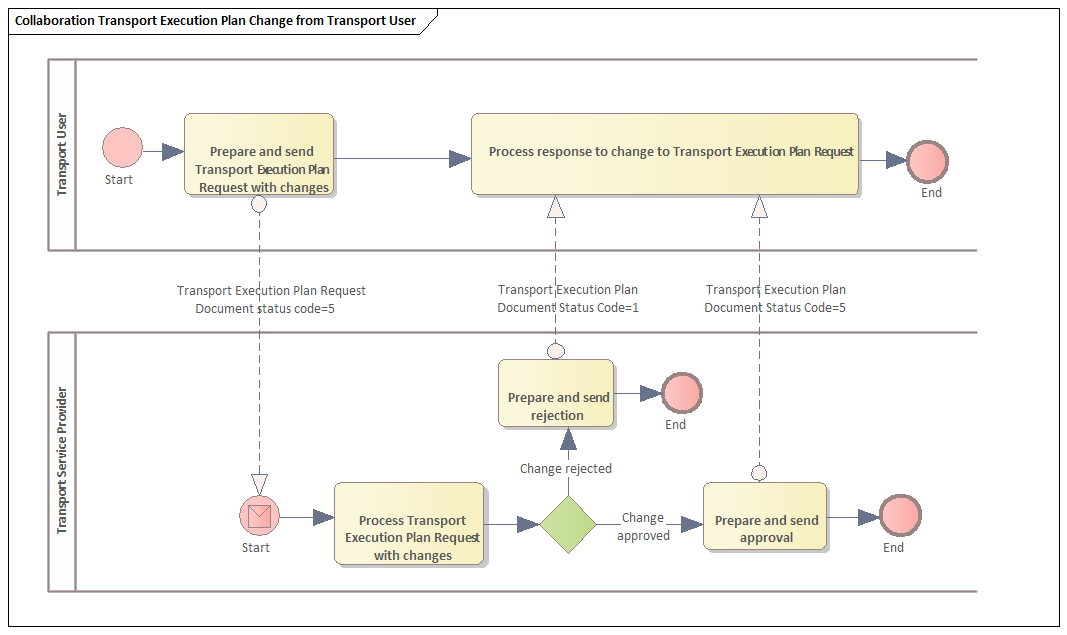 Collaboration Transport Execution Plan Change from Transport User
Transport User
Start
Prepare and send
Transport Execution Plan
Request with changes
Process response to change to Transport Execution Plan Request
End
Transport Execution Plan Request
Document status code=5
Transport Execution Plan
Document Status Code=1
Transport Execution Plan
Document Status Code=5
Transport Service Provider
Prepare and send
rejection
End
Change rejected
Start
Process Transport
Execution Plan Request
with changes
Change
approved
Prepare and send
approval
End